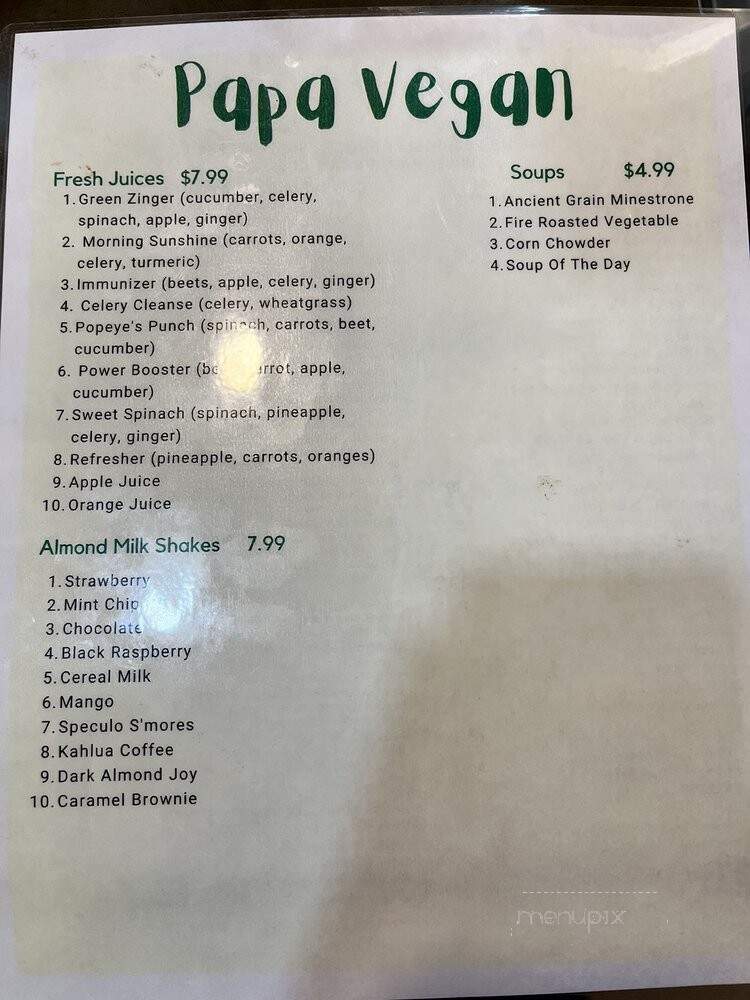 Papa Vegan
Fresh Juices $7.99
1. Green Zinger (cucumber, celery,
spinach, apple, ginger)
2. Morning Sunshine (carrots, orange,
celery, turmeric)
3. Immunizer (beets, apple, celery, ginger)
4. Celery Cleanse (celery, wheatgrass)
5. Popeye's Punch (spinach, carrots, beet,
cucumber)
6. Power Booster ( apple,
cucumber)
7. Sweet Spinach (spinach, pineapple,
celery, ginger)
8. Refresher (pineapple, carrots, oranges)
9. Apple Juice
10. Orange Juice
Almond Milk Shakes 7.99
1. Strawberry
2. Mint Chip
3. Chocolate
4. Black Raspberry
5. Cereal Milk
6. Mango
7. Speculo S'mores
8. Kahlua Coffee
9. Dark Almond Joy
10. Caramel Brownie
Soups $4.99
1. Ancient Grain Minestrone
2. Fire Roasted Vegetable
3. Corn Chowder
4. Soup Of The Day
menupix